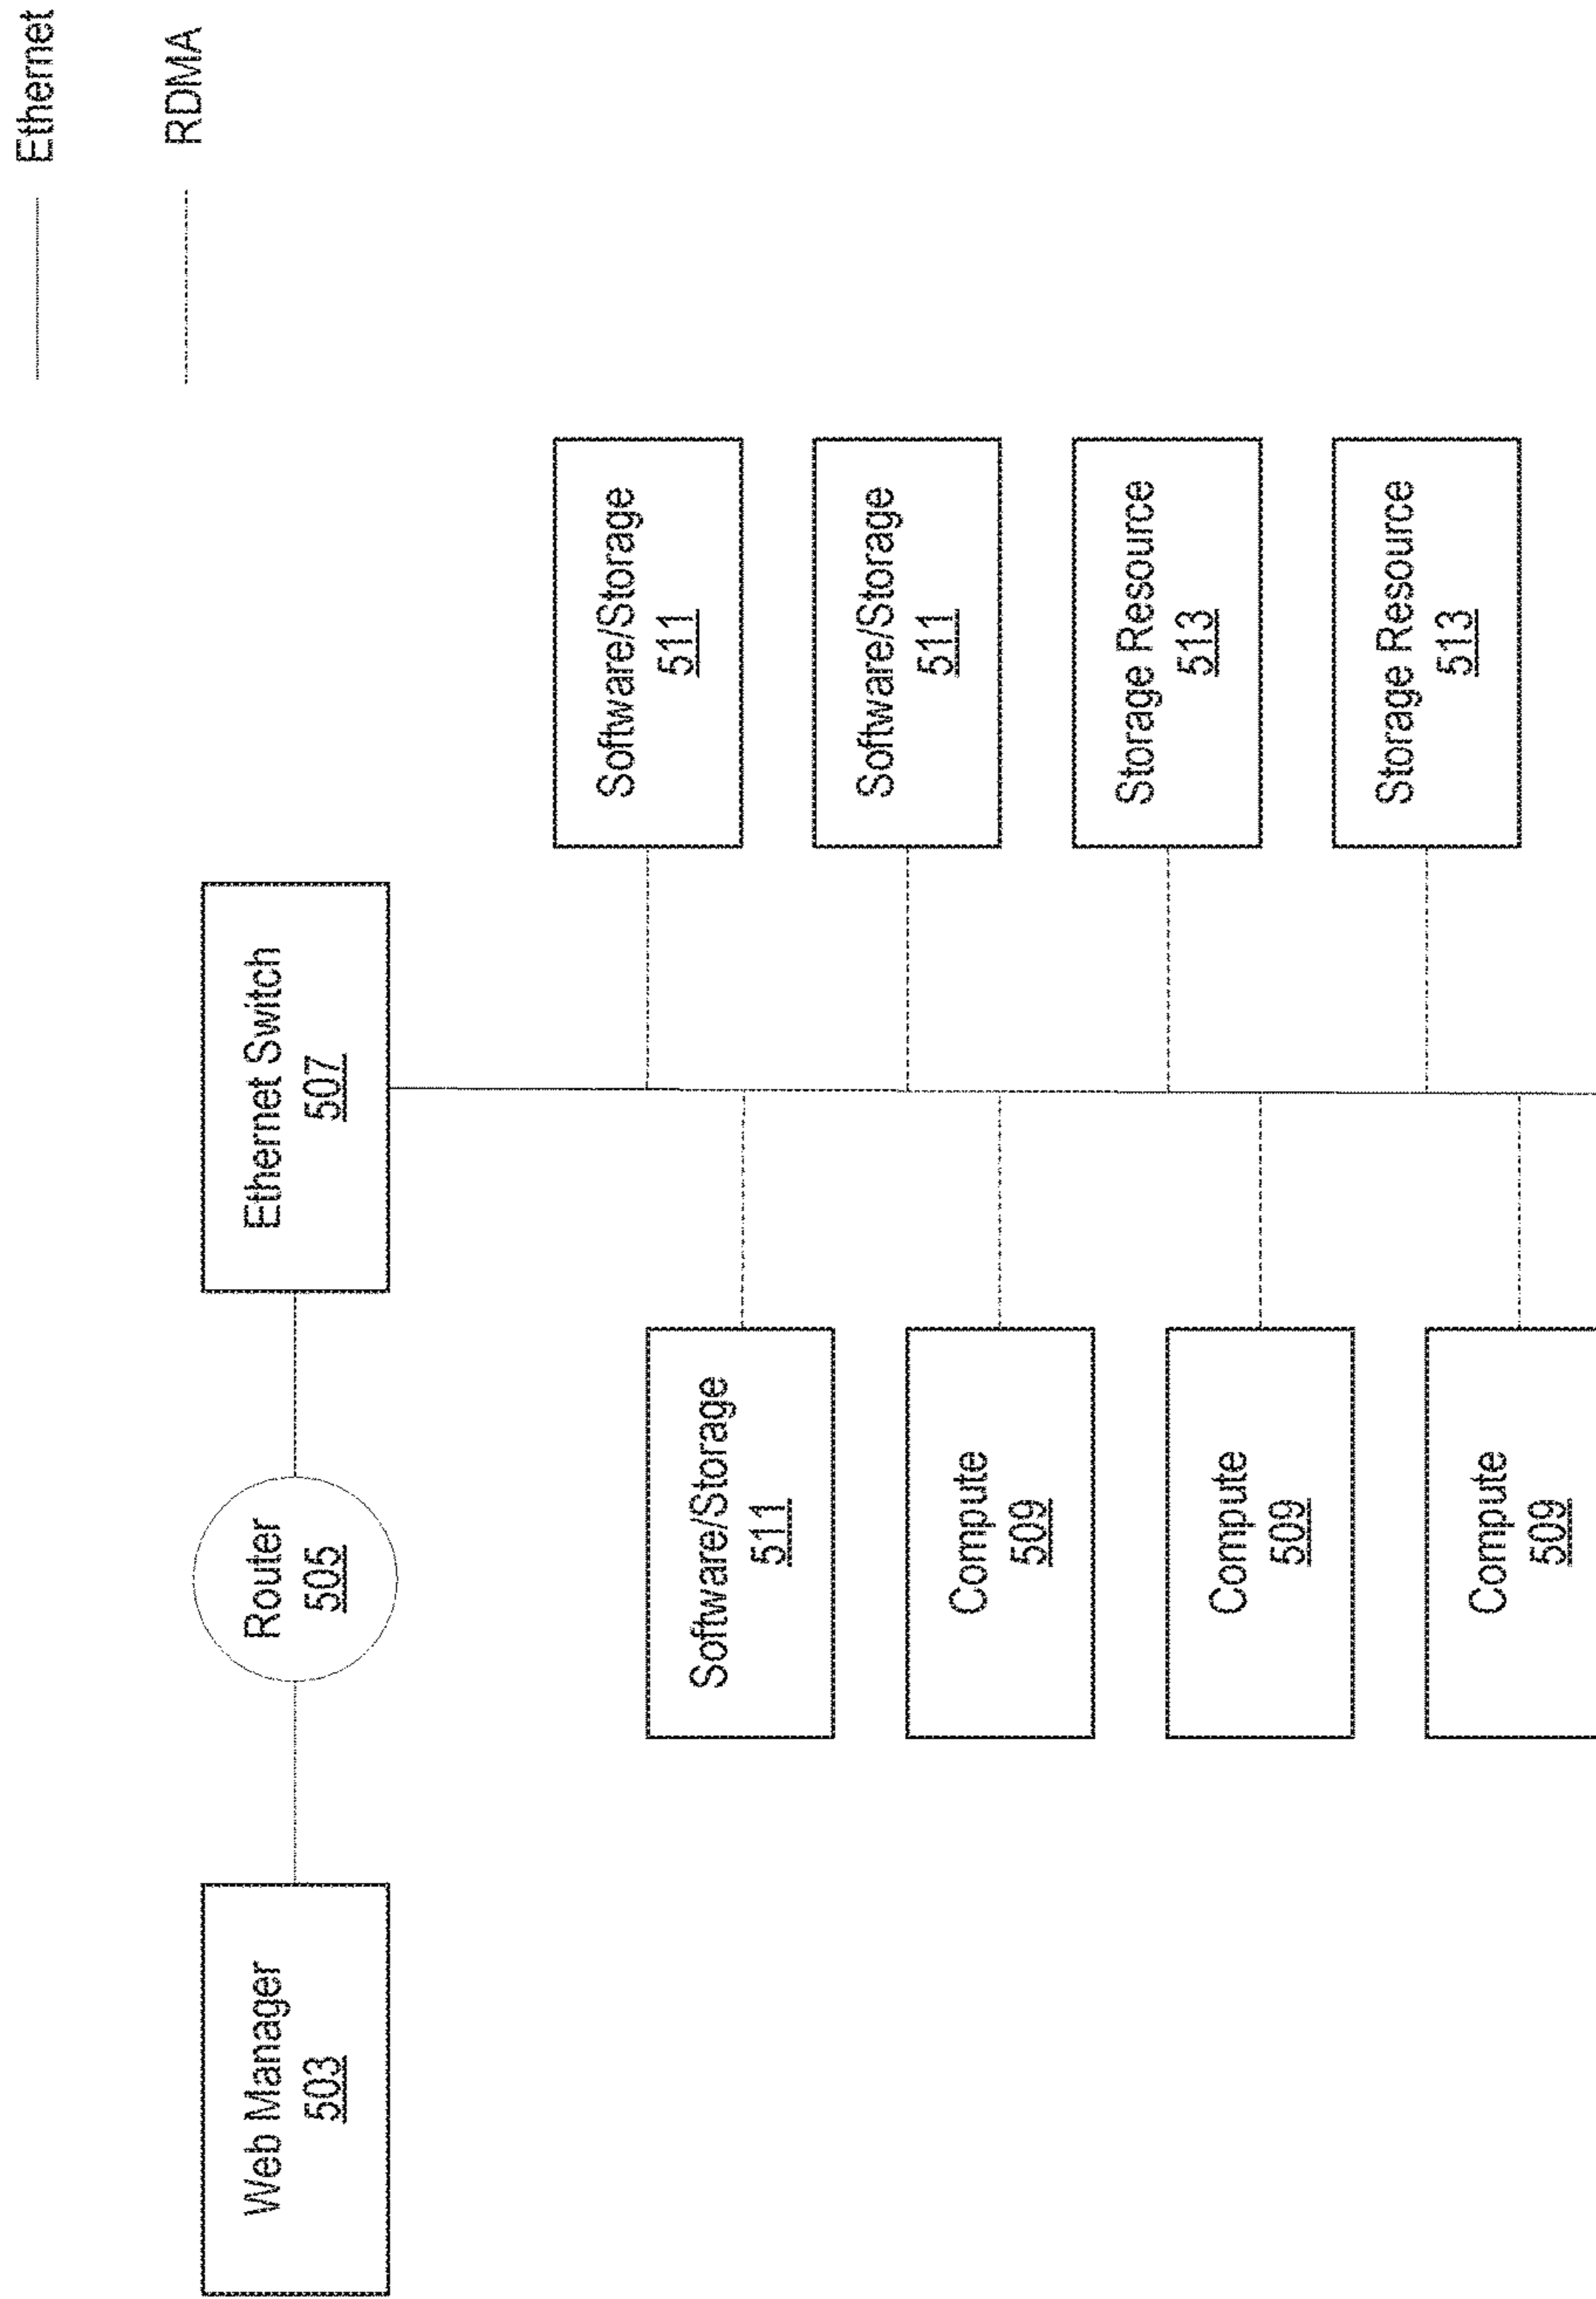 Ethernet
RDMA
Web Manager
503
Router
505
Ethernet Switch
507
Software/Storage
511
Software/Storage
511
Software/Storage
511
Compute
509
Storage Resource
513
Compute
509
Storage Resource
513
Compute
509